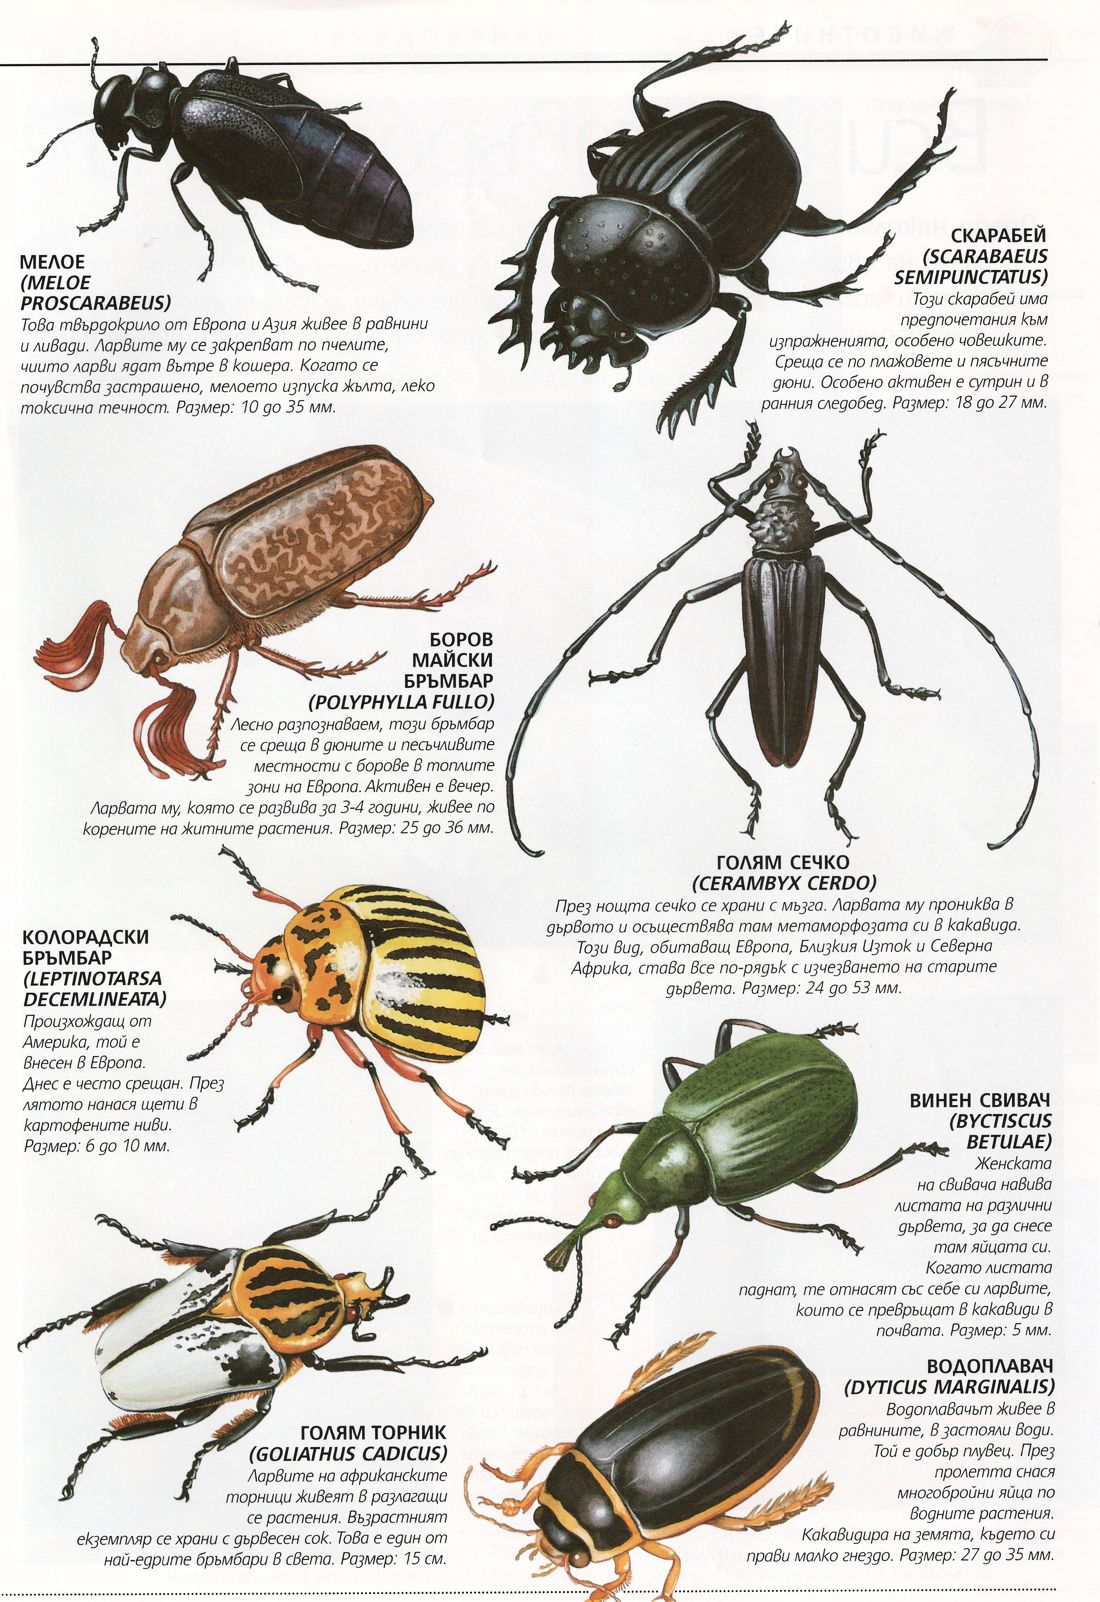 МЕЛОЕ
(MELOE
PROSCARABEUS)
Това твърдокрило от Европа и Азия живее в равнини
и ливади. Ларвите му се закрепват по пчелите,
чиито ларви ядат вътре в кошера. Когато се
почувства застрашено, мелоето изпуска жълта, леко
токсична течност. Размер: 10 до 35 мм.
СКАРАБЕЙ
(SCARABAEUS
SEMIPUNCTATUS)
Този скарабей има
предпочетания към
изпражненията, особено човешките.
Среща се по плажовете и пясъчните
дюни. Особено активен е сутрин и в
ранния следобед. Размер: 18 до 27 мм.
БОРОВ
МАЙСКИ
БРЪМБАР
(POLYPHYLLA FULLO)
Лесно разпознаваем, този бръмбар
се среща в дюните и песъчливите
местности с борове в топлите
зони на Европа. Активен е вечер.
Ларвата му, която се развива за 3-4 години, живее по
корените на житните растения. Размер: 25 до 36 мм.
ГОЛЯМ СЕЧКО
(CERAMBYX CERDO)
През нощта сечко се храни с мъзга. Ларвата му прониква в
дървото и осъществява там метаморфозата си в какавида.
Този вид, обитаващ Европа, Близкия Изток и Северна
Африка, става все по-рядък с изчезването на старите
дървета. Размер: 24 до 53 мм.
КОЛОРАДСКИ
БРЪМБАР
(LEPTINOTARSA
DECEMLINEATA)
Произхождащ от
Америка, той е
внесен в Европа.
Днес е често срещан. През
лятото нанася щети в
картофените ниви.
Размер: 6 до 10 мм.
ВИНЕН СВИВАЧ
(BYCTISCUS
BETULAE)
Женската
на свивача навива
листата на различни
дървета, за да снесе
там яйцата си.
Когато листата
паднат, те отнасят със себе си ларвите,
които се превръщат в какавиди в
почвата. Размер: 5 мм.
ГОЛЯМ ТОРНИК
(GOLIATHUS CADICUS)
Ларвите на африканските
торници живеят в разлагащи
се растения. Възрастният
екземпляр се храни с дървесен сок. Това е един от
най-едрите бръмбари в света. Размер: 15 см.
ВОДОПЛАВАЧ
(DYTICUS MARGINALIS)
Водоплавачът живее в
равнините, в застояли води.
Той е добър плувец. През
пролетта снася
многобройни яйца по
водните растения.
Какавидира на земята, където си
прави малко гнездо. Размер: 27 до 35 мм.